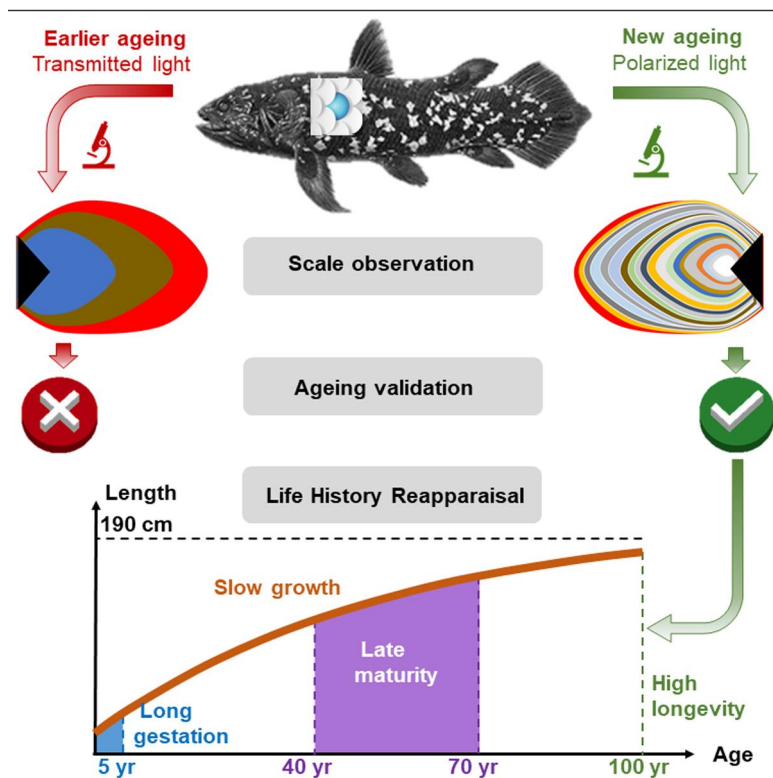 Earlier ageing
Transmitted light
New ageing
Polarized light
Scale observation
Ageing validation
Life History Reapparaisal
Length
190 cm
Slow growth
Late
maturity
Long
gestation
High
longevity
5 yr
40 yr
70 yr
100 yr
Age